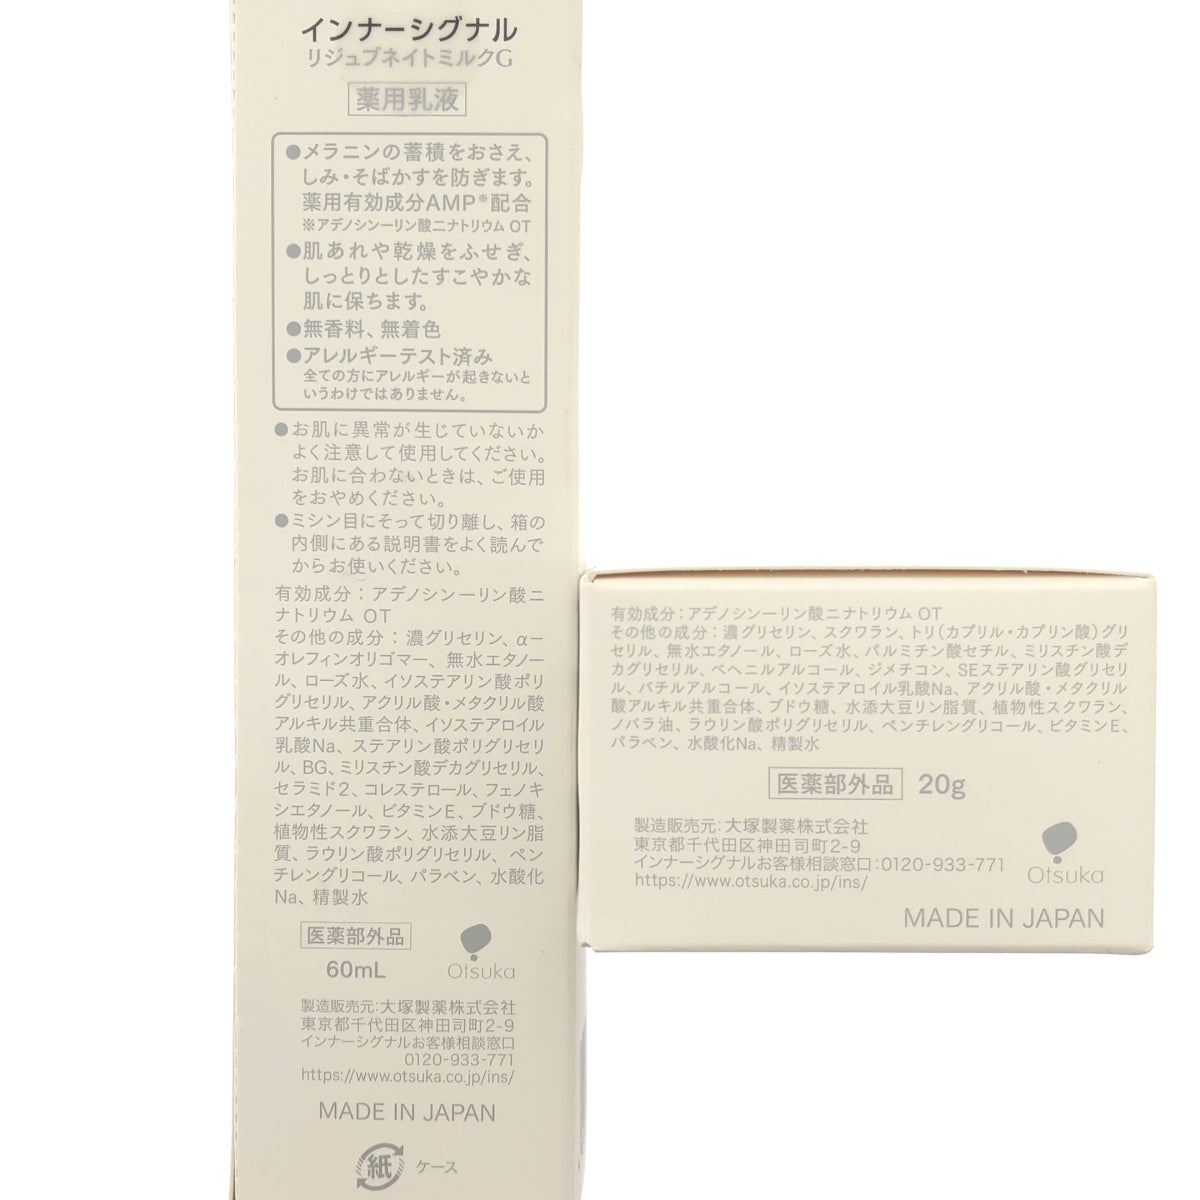 インナーシグナル
リジュブネイトミルクG
薬用乳液
●メラニンの蓄積をおさえ、
しみ・そばかすを防ぎます。
薬用有効成分AMP※配合
※アデノシン一リン酸二ナトリウム OT
●肌あれや乾燥をふせぎ、
しっとりとしたすこやかな
肌に保ちます。
●無香料、無着色
●アレルギーテスト済み
全ての方にアレルギーが起きないと
いうわけではありません。
●お肌に異常が生じていないか
よく注意して使用してください。
お肌に合わないときは、ご使用
をおやめください。
●ミシン目にそって切り離し、箱の
内側にある説明書をよく読んで
からお使いください。
有効成分：アデノシン一リン酸二
ナトリウム OT
その他の成分：濃グリセリン、α－
オレフィンオリゴマー、無水エタノー
ル、ローズ水、イソステアリン酸ポリ
グリセリル、アクリル酸・メタクリル酸
アルキル共重合体、イソステアロイル
乳酸Na、ステアリン酸ポリグリセリ
ル、BG、ミリスチン酸デカグリセリル、
セラミド2、コレステロール、フェノキ
シエタノール、ビタミンE、ブドウ糖、
植物性スクワラン、水添大豆リン脂
質、ラウリン酸ポリグリセリル、ペン
チレングリコール、パラベン、水酸化
Na、精製水
医薬部外品
60mL
Otsuka
製造販売元：大塚製薬株式会社
東京都千代田区神田司町2-9
インナーシグナルお客様相談窓口
0120-933-771
https://www.otsuka.co.jp/ins/
MADE IN JAPAN
紙 ケース
有効成分：アデノシン一リン酸二ナトリウム OT
その他の成分：濃グリセリン、スクワラン、トリ（カプリル・カプリン酸）グリ
セリル、無水エタノール、ローズ水、パルミチン酸セチル、ミリスチン酸デ
カグリセリル、ベヘニルアルコール、ジメチコン、SEステアリン酸グリセリ
ル、バチルアルコール、イソステアロイル乳酸Na、アクリル酸・メタクリル
酸アルキル共重合体、ブドウ糖、水添大豆リン脂質、植物性スクワラン、
ノバラ油、ラウリン酸ポリグリセリル、ペンチレングリコール、ビタミンE、
パラベン、水酸化Na、精製水
医薬部外品 20g
製造販売元：大塚製薬株式会社
東京都千代田区神田司町2-9
インナーシグナルお客様相談窓口：0120-933-771
https://www.otsuka.co.jp/ins/
Otsuka
MADE IN JAPAN